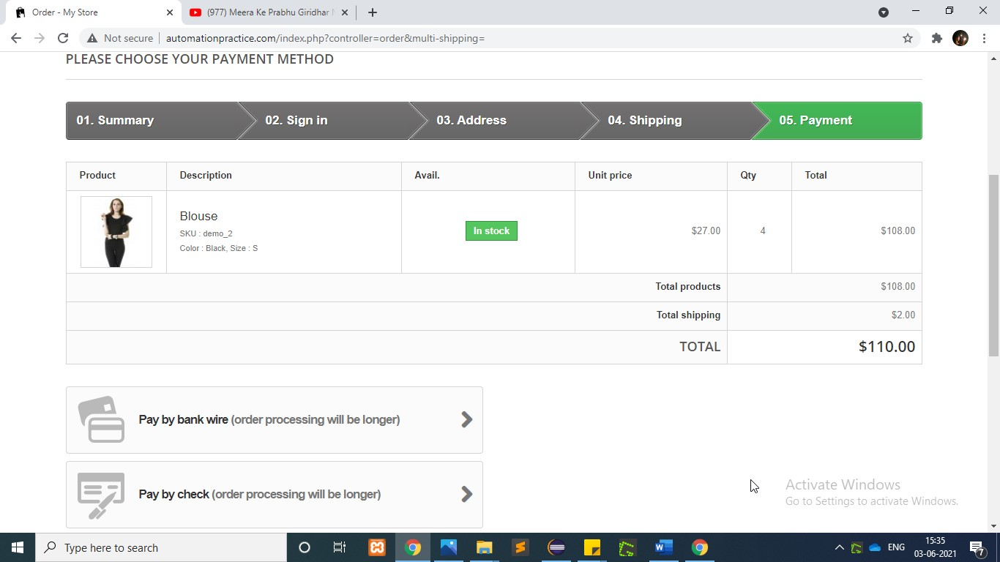 Order - My Store
(977) Meera Ke Prabhu Giridhar
Not secure
automationpractice.com/index.php?controller=order&multi-shipping=
PLEASE CHOOSE YOUR PAYMENT METHOD
01. Summary
02. Sign in
03. Address
04. Shipping
05. Payment
Product
Description
Avail.
Unit price
Qty
Total
Blouse
SKU : demo_2
Color : Black, Size : S
In stock
$27.00
4
$108.00
Total products
$108.00
Total shipping
$2.00
TOTAL
$110.00
Pay by bank wire (order processing will be longer)
Pay by check (order processing will be longer)
Activate Windows
Go to Settings to activate Windows.
Type here to search
ENG
15:35
03-06-2021
7